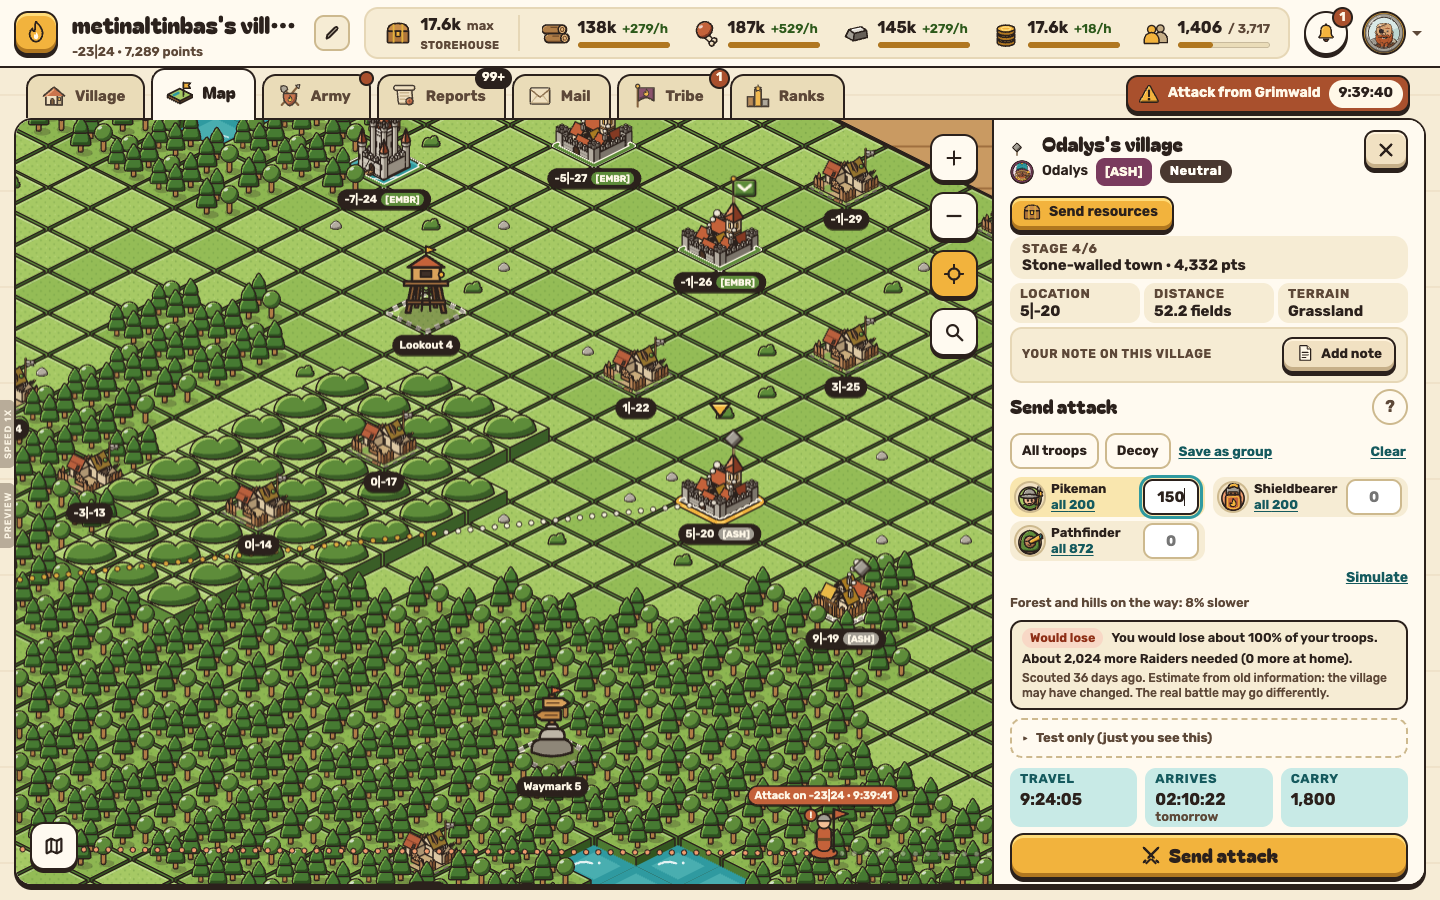 metinaltinbas's vill...
-23|24 • 7,289 points
17.6k max
STOREHOUSE
138k +279/h
187k +529/h
145k +279/h
17.6k +18/h
1,406 / 3,717
1
Village
Map
Army
Reports
99+
Mail
Tribe
1
Ranks
Attack from Grimwald 9:39:40
-7|-24 [EMBR]
-5|-27 [EMBR]
-1|-29
-1|-26 [EMBR]
Lookout 4
1|-22
3|-25
0|-17
-3|-13
0|-14
5|-20 [ASH]
9|-19 [ASH]
Waymark 5
Attack on -23|24 • 9:39:41
SPEED 1X
PREVIEW
+
−
Odalys's village
Odalys [ASH] Neutral
Send resources
STAGE 4/6
Stone-walled town • 4,332 pts
LOCATION
5|-20
DISTANCE
52.2 fields
TERRAIN
Grassland
YOUR NOTE ON THIS VILLAGE
Add note
Send attack
?
All troops
Decoy
Save as group
Clear
Pikeman
all 200
150
Shieldbearer
all 200
0
Pathfinder
all 872
0
Simulate
Forest and hills on the way: 8% slower
Would lose You would lose about 100% of your troops.
About 2,024 more Raiders needed (0 more at home).
Scouted 36 days ago. Estimate from old information: the village
may have changed. The real battle may go differently.
Test only (just you see this)
TRAVEL
9:24:05
ARRIVES
02:10:22
tomorrow
CARRY
1,800
Send attack